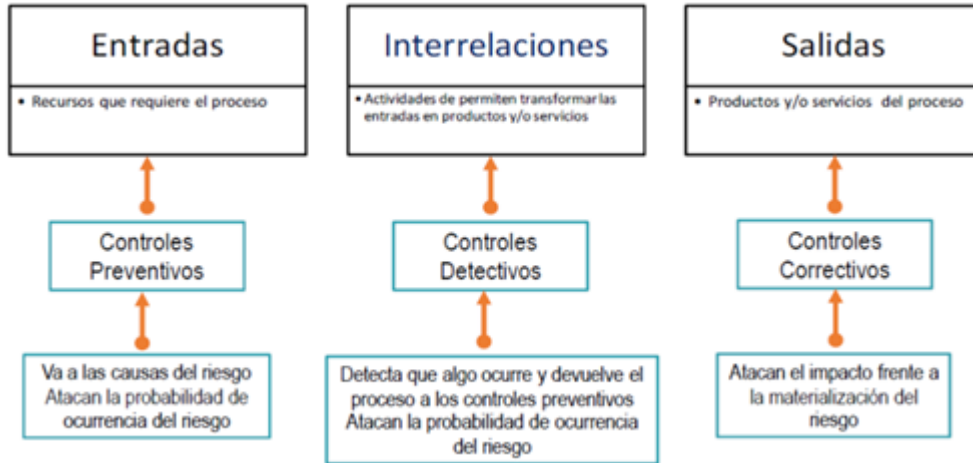 Entradas
• Recursos que requiere el proceso
Controles
Preventivos
Va a las causas del riesgo
Atacan la probabilidad de
ocurrencia del riesgo
Interrelaciones
• Actividades de permiten transformar las
entradas en productos y/o servicios
Controles
Detectivos
Detecta que algo ocurre y devuelve el
proceso a los controles preventivos
Atacan la probabilidad de ocurrencia
del riesgo
Salidas
• Productos y/o servicios del proceso
Controles
Correctivos
Atacan el impacto frente a
la materialización del
riesgo